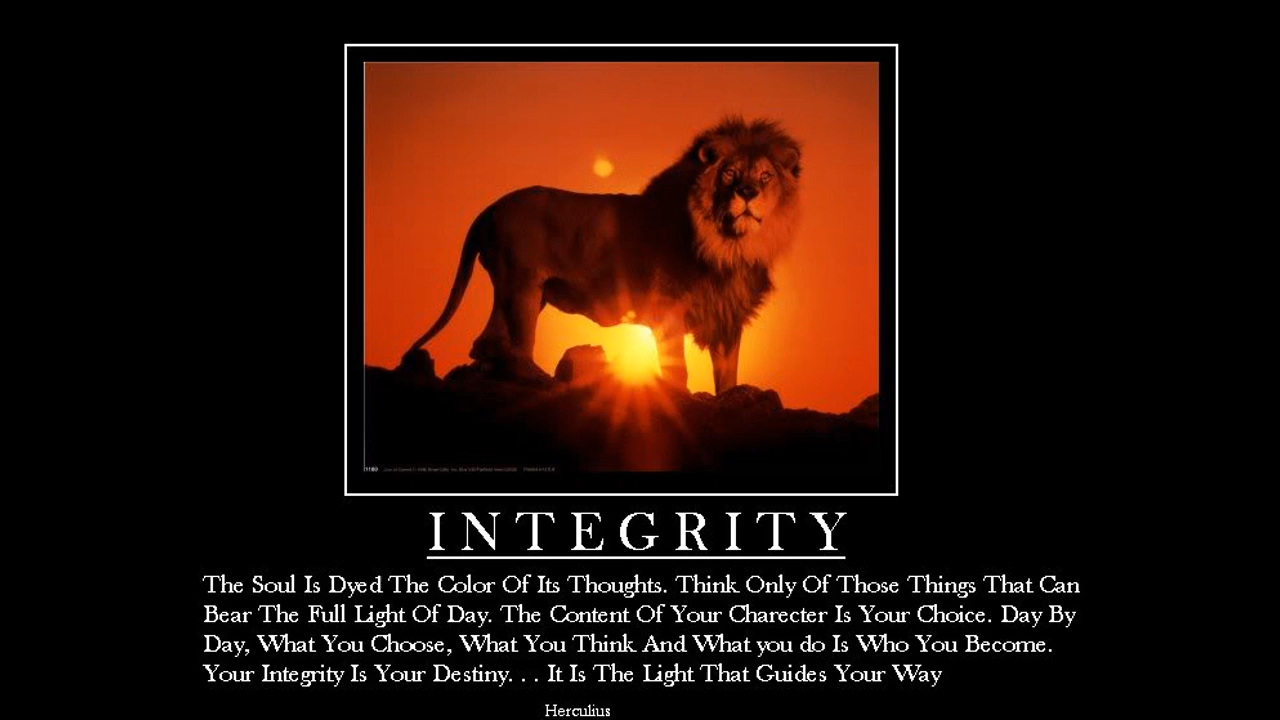 1180
INTEGRITY
The Soul Is Dyed The Color Of Its Thoughts. Think Only Of Those Things That Can
Bear The Full Light Of Day. The Content Of Your Charecter Is Your Choice. Day By
Day, What You Choose, What You Think And What you do Is Who You Become.
Your Integrity Is Your Destiny. . . It Is The Light That Guides Your Way
Herculius